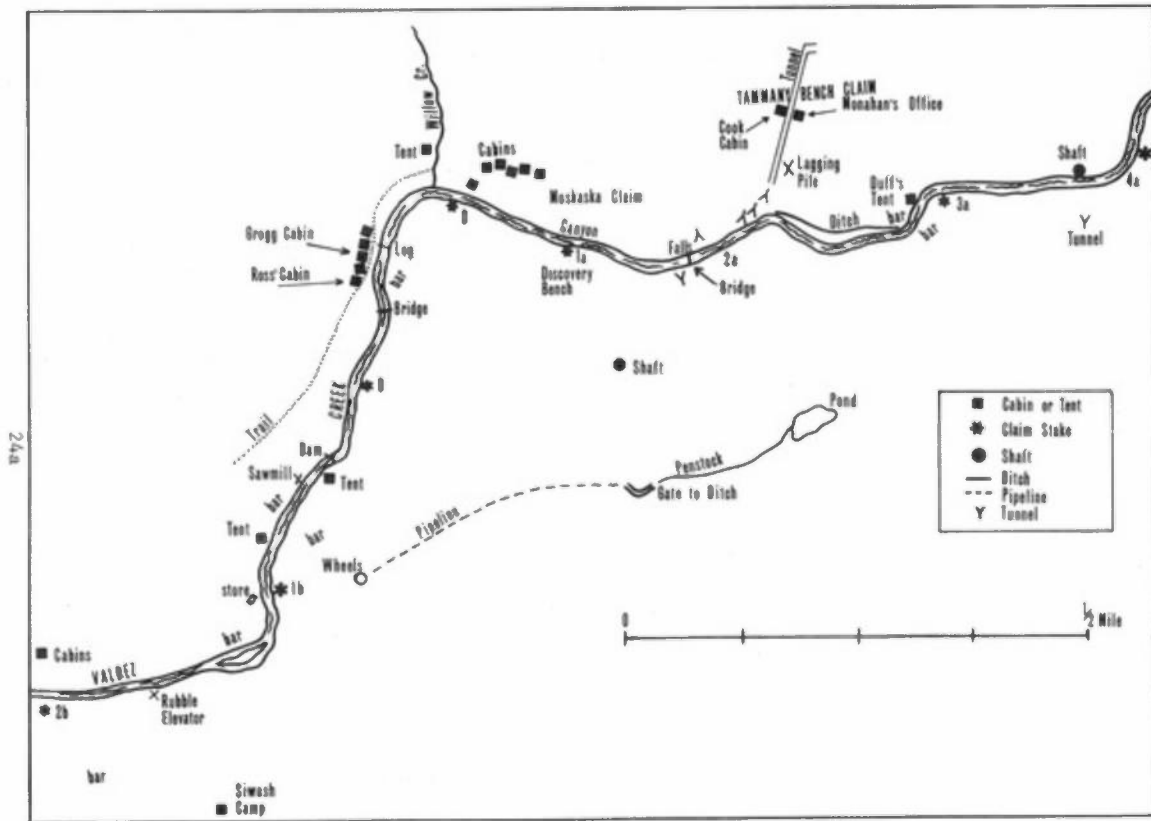 24a
Willow Cr.
Tent
Cabins
Moskaska Claim
Tunnel
TAMMANY BENCH CLAIM
Monahan's Office
Cook
Cabin
Lagging
Pile
Shaft
4a
Duff's
Tent
3a
Ditch
bar
bar
Tunnel
Grogg Cabin
Ross' Cabin
Log
bar
Bridge
0
Canyon
1a
Discovery
Bench
Falls
2a
Bridge
Shaft
0
CREEK
Trail
Dam
Sawmill
Tent
bar
Tent
bar
Pond
Penstock
Gate to Ditch
Pipeline
Wheels
store
1b
bar
Cabins
VALDEZ
Rubble
Elevator
2b
bar
Siwash
Camp
Cabin or Tent
Claim Stake
Shaft
Ditch
Pipeline
Tunnel
0
1/2 Mile